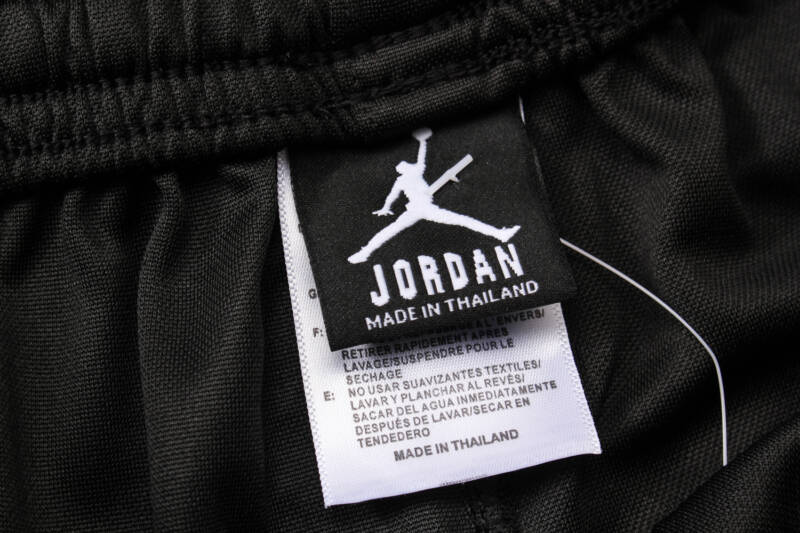 JORDAN
MADE IN THAILAND
G
F:
L'ENVERS/
RETIRER RAPIDEMENT APRES
LAVAGE/SUSPENDRE POUR LE
SECHAGE
E: NO USAR SUAVIZANTES TEXTILES/
LAVAR Y PLANCHAR AL REVÉS/
SACAR DEL AGUA INMEDIATAMENTE
DESPUÉS DE LAVAR/SECAR EN
TENDEDERO
MADE IN THAILAND